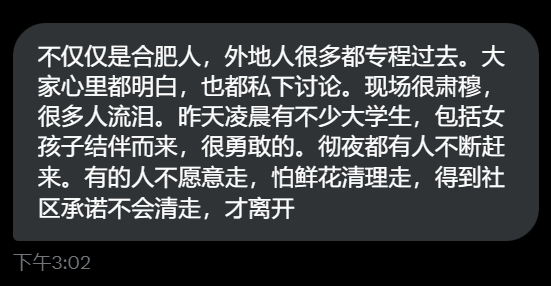 不仅仅是合肥人，外地人很多都专程过去。大
家心里都明白，也都私下讨论。现场很肃穆，
很多人流泪。昨天凌晨有不少大学生，包括女
孩子结伴而来，很勇敢的。彻夜都有人不断赶
来。有的人不愿意走，怕鲜花清理走，得到社
区承诺不会清走，才离开
下午3:02